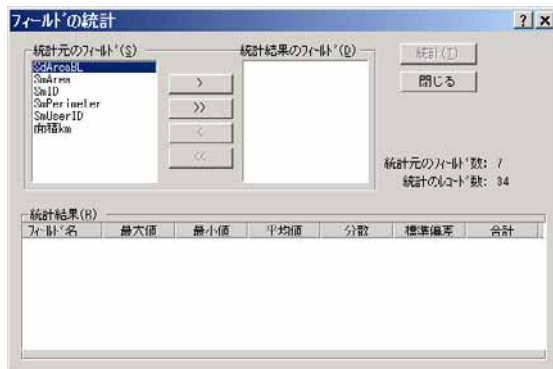 フィールドの統計
統計元のフィールド(S)
統計結果のフィールド(D)
SdAreaBL
SmArea
SmID
SmPerimeter
SmUserID
面積km
>
>>
<
<<
統計(T)
閉じる
統計元のフィールド数: 7
統計のレコード数: 34
統計結果(R)
フィールド名 最大値 最小値 平均値 分散 標準偏差 合計